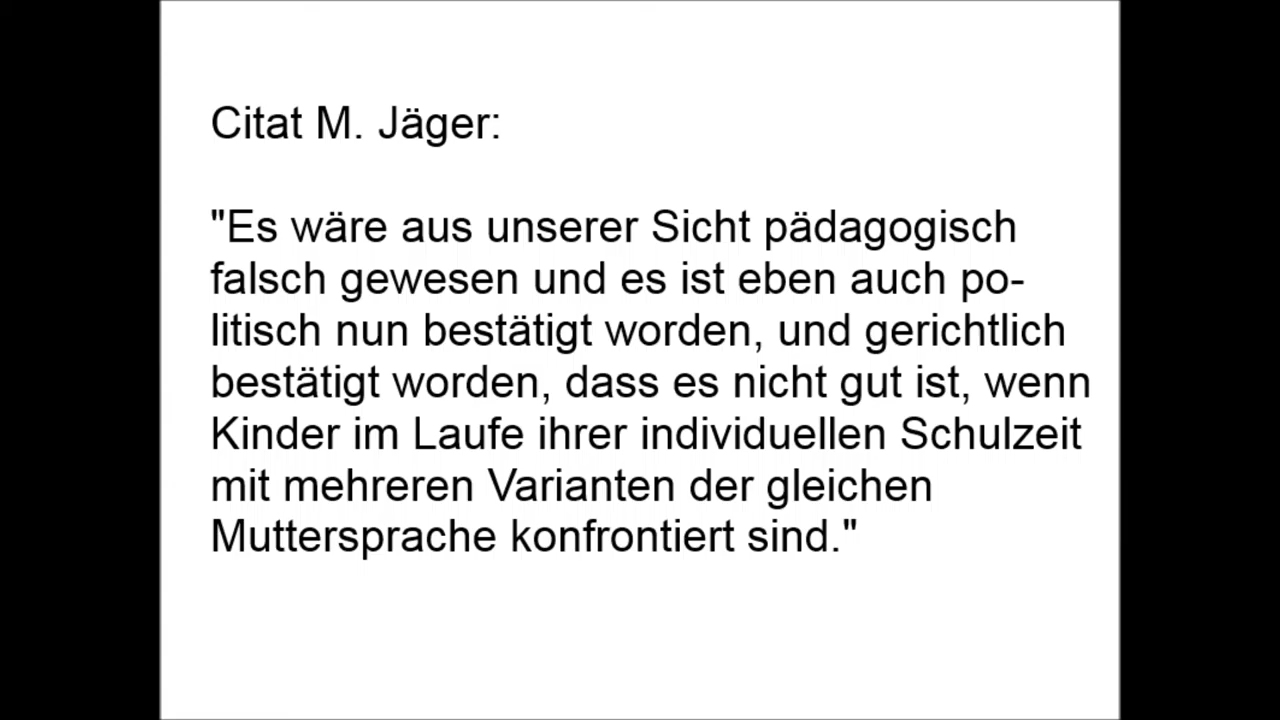 Citat M. Jäger:
"Es wäre aus unserer Sicht pädagogisch
falsch gewesen und es ist eben auch po-
litisch nun bestätigt worden, und gerichtlich
bestätigt worden, dass es nicht gut ist, wenn
Kinder im Laufe ihrer individuellen Schulzeit
mit mehreren Varianten der gleichen
Muttersprache konfrontiert sind."